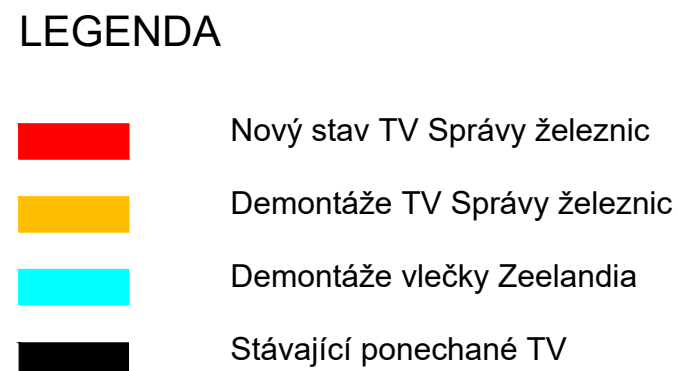 LEGENDA
Nový stav TV Správy železnic
Demontáže TV Správy železnic
Demontáže vlečky Zeelandia
Stávající ponechané TV